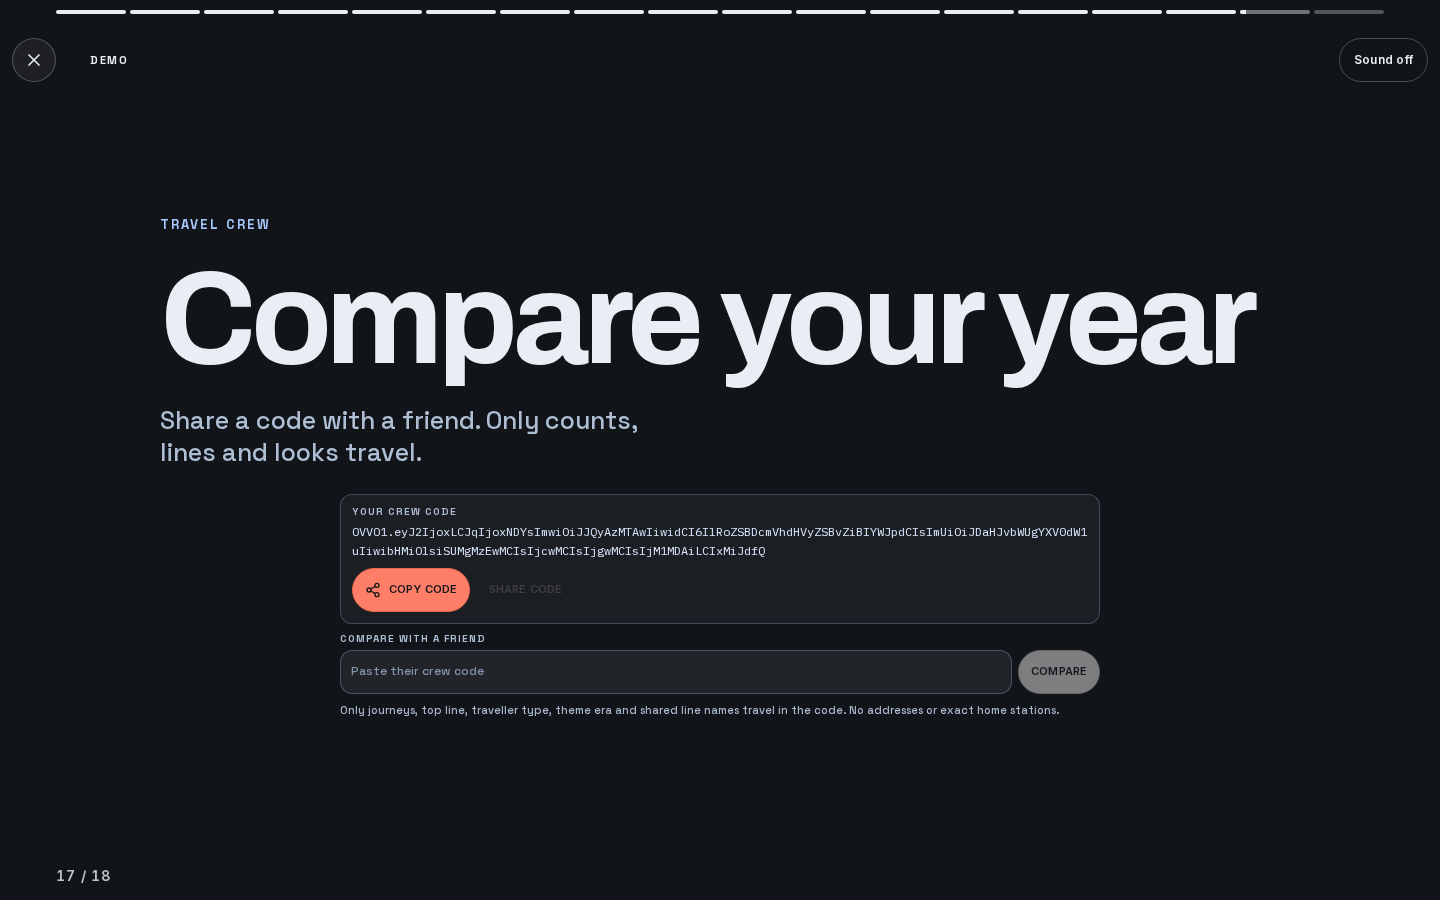 DEMO
Sound off
TRAVEL CREW
Compare your year
Share a code with a friend. Only counts,
lines and looks travel.
YOUR CREW CODE
OVVO1.eyJ2IjoxLCJqIjoxNDYsImwiOiJJQyAzMTAwIiwidCI6IlRoZSBDcmVhdHVyZSBvZiBIYWJpdCIsImUiOiJDaHJvbWUgYXV0dW1
uIiwibHMiOlsiSUMgMzEwMCIsIjcwMCIsIjgwMCIsIjM1MDAiLCIxMiJdfQ
COPY CODE
SHARE CODE
COMPARE WITH A FRIEND
Paste their crew code
COMPARE
Only journeys, top line, traveller type, theme era and shared line names travel in the code. No addresses or exact home stations.
17 / 18